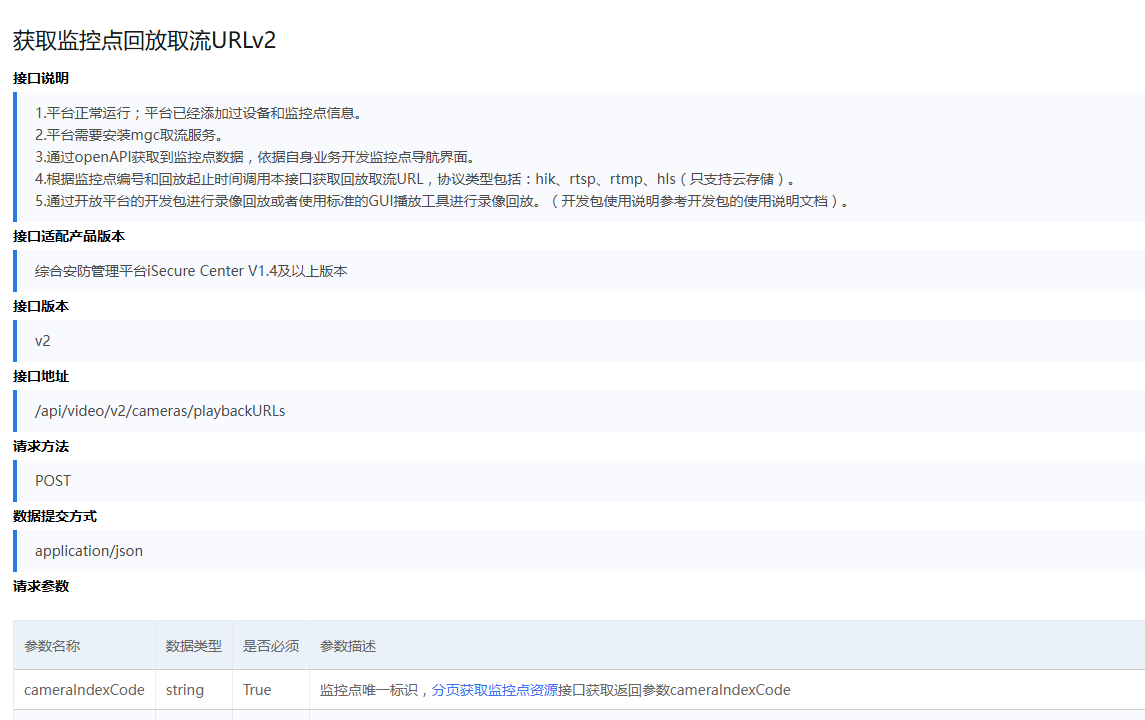 获取监控点回放取流URLv2
接口说明
1.平台正常运行；平台已经添加过设备和监控点信息。
2.平台需要安装mgc取流服务。
3.通过openAPI获取到监控点数据，依据自身业务开发监控点导航界面。
4.根据监控点编号和回放起止时间调用本接口获取回放取流URL，协议类型包括：hik、rtsp、rtmp、hls（只支持云存储）。
5.通过开放平台的开发包进行录像回放或者使用标准的GUI播放工具进行录像回放。（开发包使用说明参考开发包的使用说明文档）。
接口适配产品版本
综合安防管理平台iSecure Center V1.4及以上版本
接口版本
v2
接口地址
/api/video/v2/cameras/playbackURLs
请求方法
POST
数据提交方式
application/json
请求参数
参数名称 数据类型 是否必须 参数描述
cameraIndexCode string True 监控点唯一标识，分页获取监控点资源接口获取返回参数cameraIndexCode